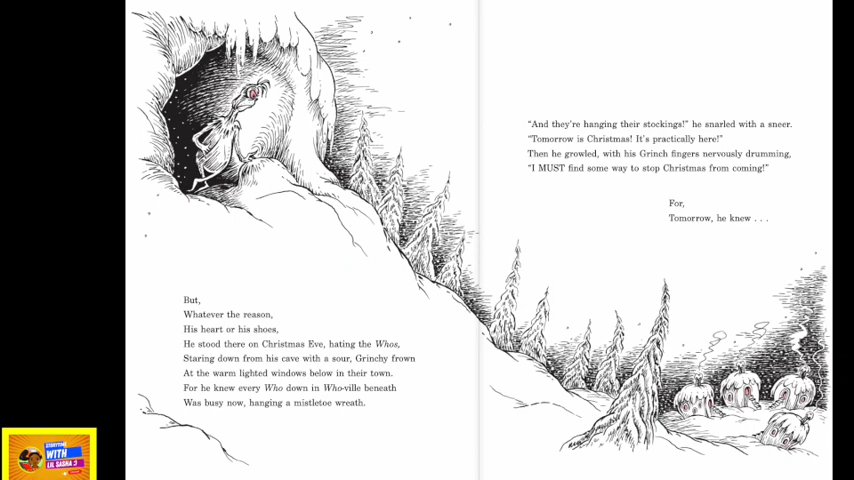 But,
Whatever the reason,
His heart or his shoes,
He stood there on Christmas Eve, hating the Whos,
Staring down from his cave with a sour, Grinchy frown
At the warm lighted windows below in their town.
For he knew every Who down in Who-ville beneath
Was busy now, hanging a mistletoe wreath.
“And they’re hanging their stockings!” he snarled with a sneer.
“Tomorrow is Christmas! It’s practically here!”
Then he growled, with his Grinch fingers nervously drumming,
“I MUST find some way to stop Christmas from coming!”
For,
Tomorrow, he knew . . .
STORYTIME
WITH
LIL SASHA :)